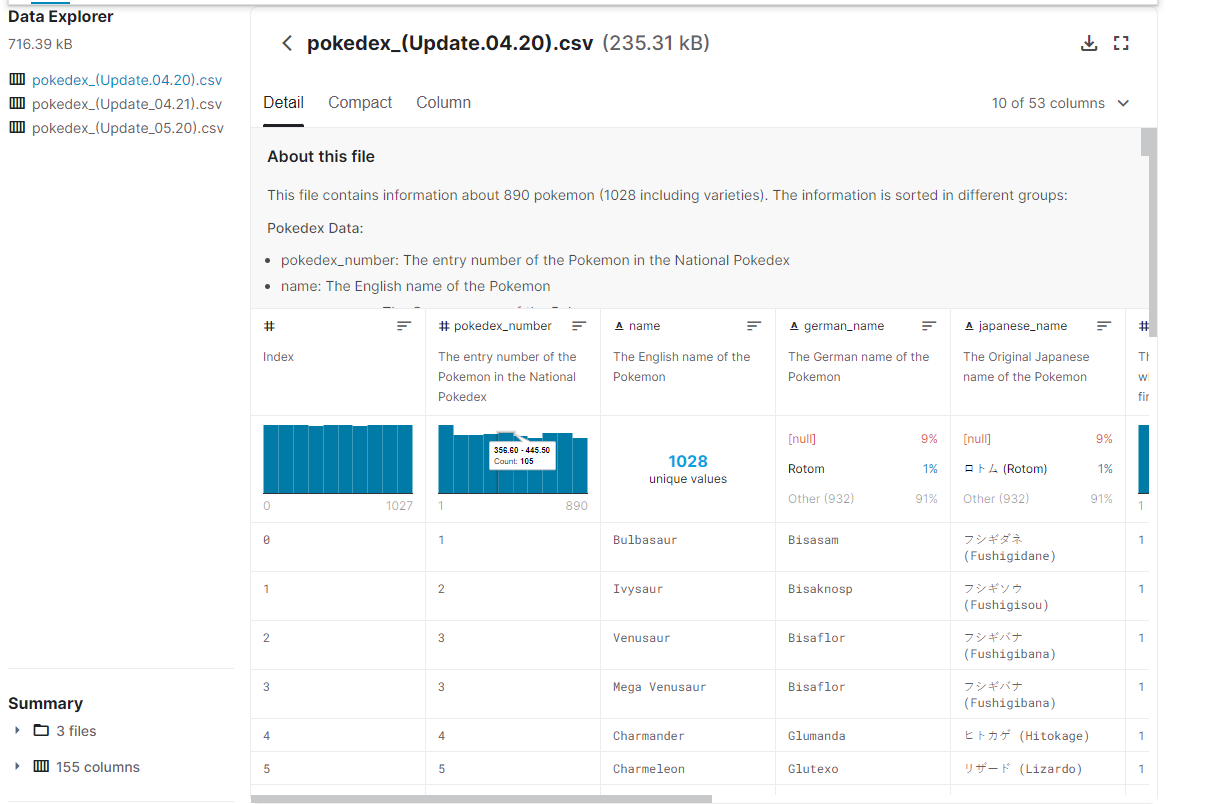 Data Explorer
716.39 kB
pokedex_(Update.04.20).csv
pokedex_(Update_04.21).csv
pokedex_(Update_05.20).csv
Summary
3 files
155 columns
pokedex_(Update.04.20).csv (235.31 kB)
Detail Compact Column 10 of 53 columns
About this file
This file contains information about 890 pokemon (1028 including varieties). The information is sorted in different groups:
Pokedex Data:
• pokedex_number: The entry number of the Pokemon in the National Pokedex
• name: The English name of the Pokemon
# # pokedex_number A name A german_name A japanese_name #
Index The entry number of the The English name of the The German name of the The Original Japanese Th
Pokemon in the National Pokemon Pokemon name of the Pokemon
Pokedex fir
356.60 - 445.50
Count: 105
0 1027
1 890
1028
unique values
[null] 9%
Rotom 1%
Other (932) 91%
[null] 9%
ロトム (Rotom) 1%
Other (932) 91%
1
0 1 Bulbasaur Bisasam フシギダネ 1
(Fushigidane)
1 2 Ivysaur Bisaknosp フシギソウ 1
(Fushigisou)
2 3 Venusaur Bisaflor フシギバナ 1
(Fushigibana)
3 3 Mega Venusaur Bisaflor フシギバナ 1
(Fushigibana)
4 4 Charmander Glumanda ヒトカゲ (Hitokage) 1
5 5 Charmeleon Glutexo リザード (Lizardo) 1